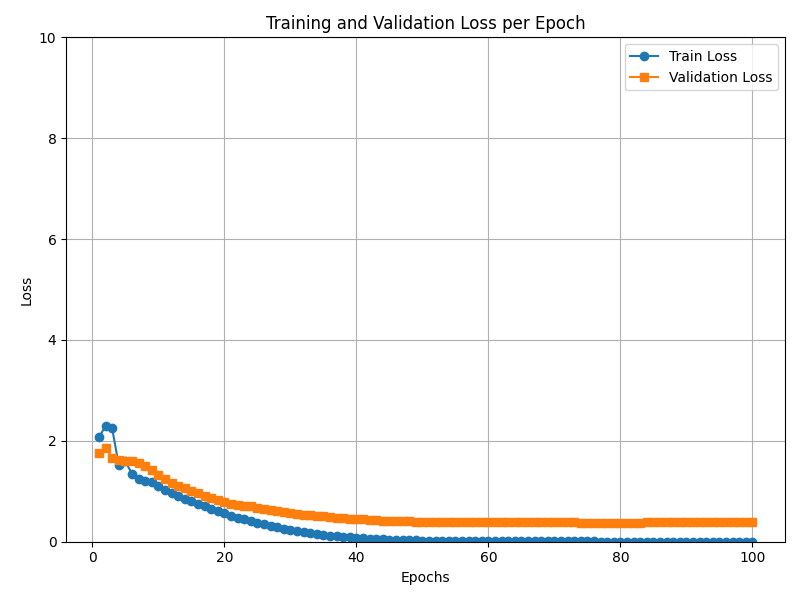 Training and Validation Loss per Epoch
Train Loss
Validation Loss
10
8
6
4
2
0
Loss
0 20 40 60 80 100
Epochs